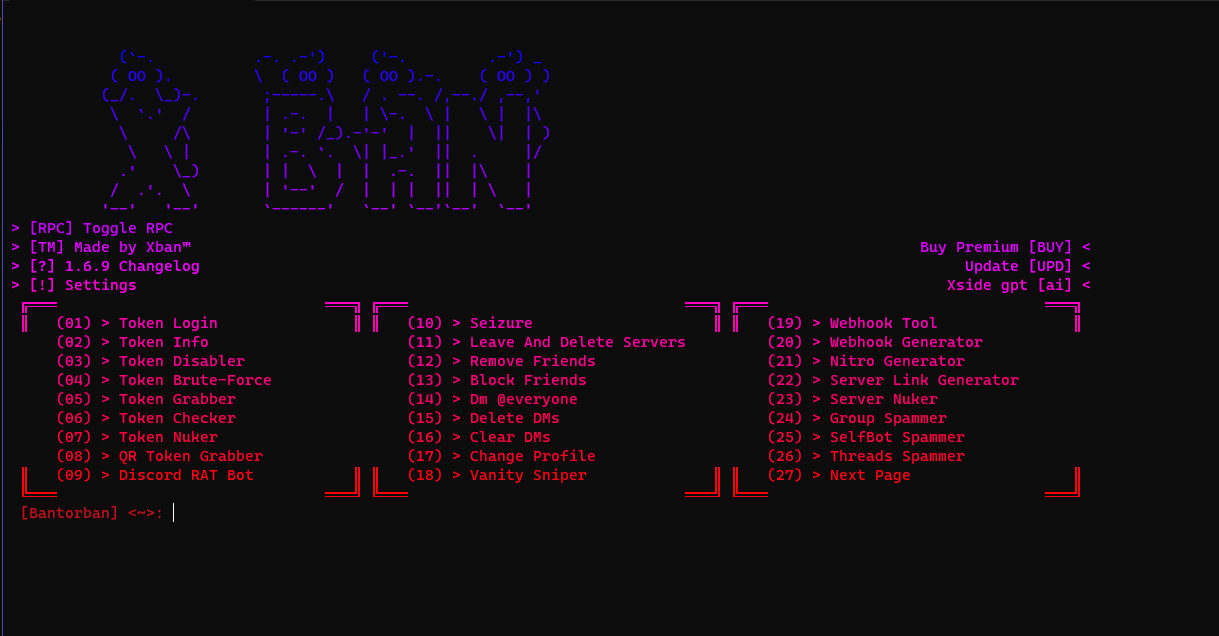 X BAN
> [RPC] Toggle RPC
> [TM] Made by Xban™
Buy Premium [BUY] <
> [?] 1.6.9 Changelog
Update [UPD] <
> [!] Settings
Xside gpt [ai] <
(01) > Token Login
(02) > Token Info
(03) > Token Disabler
(04) > Token Brute-Force
(05) > Token Grabber
(06) > Token Checker
(07) > Token Nuker
(08) > QR Token Grabber
(09) > Discord RAT Bot
(10) > Seizure
(11) > Leave And Delete Servers
(12) > Remove Friends
(13) > Block Friends
(14) > Dm @everyone
(15) > Delete DMs
(16) > Clear DMs
(17) > Change Profile
(18) > Vanity Sniper
(19) > Webhook Tool
(20) > Webhook Generator
(21) > Nitro Generator
(22) > Server Link Generator
(23) > Server Nuker
(24) > Group Spammer
(25) > SelfBot Spammer
(26) > Threads Spammer
(27) > Next Page
[Bantorban] <~>: